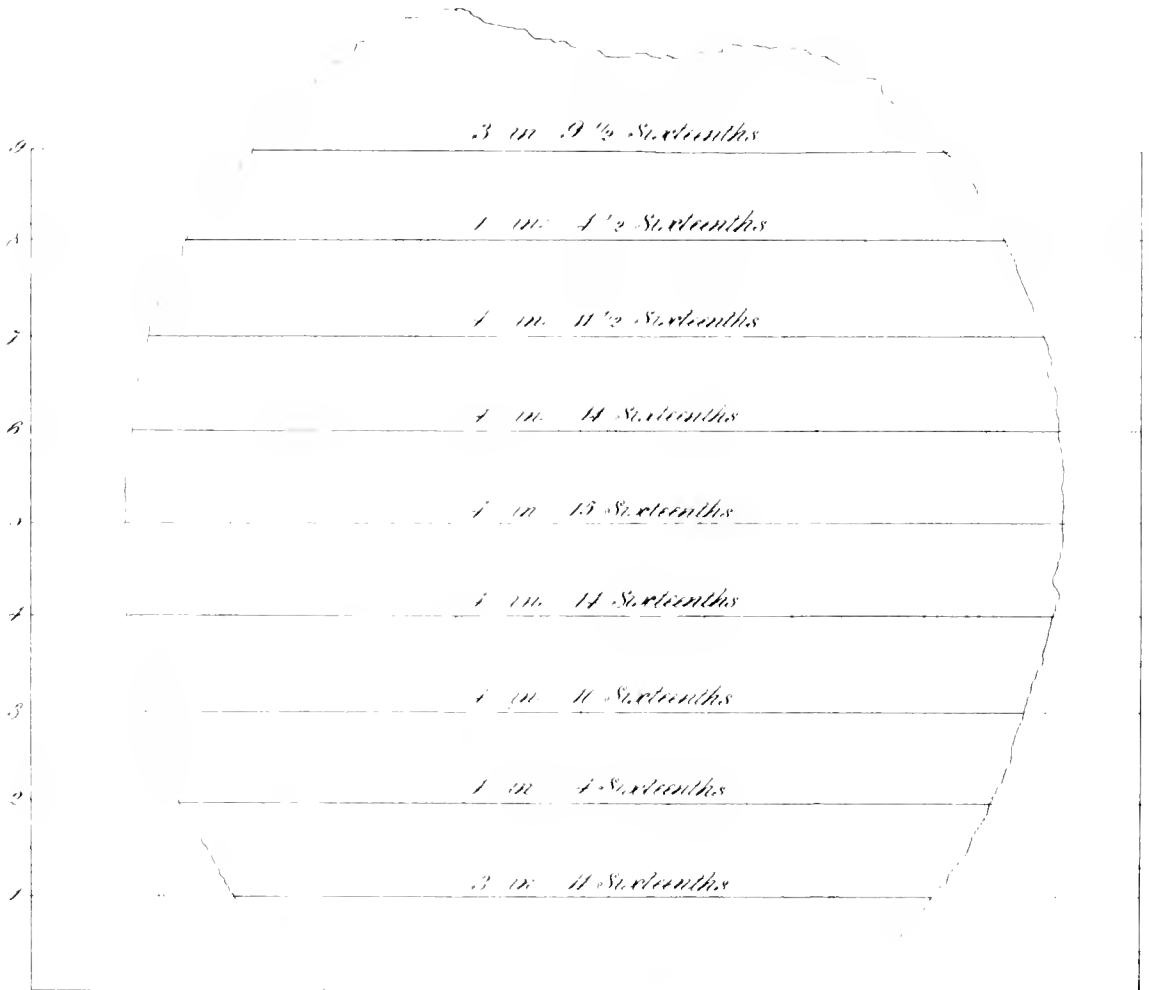 9 3 in 9 ½ Sixteenths
8 4 in. 4 ½ Sixteenths
7 4 in. 11 ½ Sixteenths
6 4 in. 14 Sixteenths
5 4 in 15 Sixteenths
4 4 in. 14 Sixteenths
3 4 in Sixteenths
2 4 in 4 Sixteenths
1 3 in 11 Sixteenths